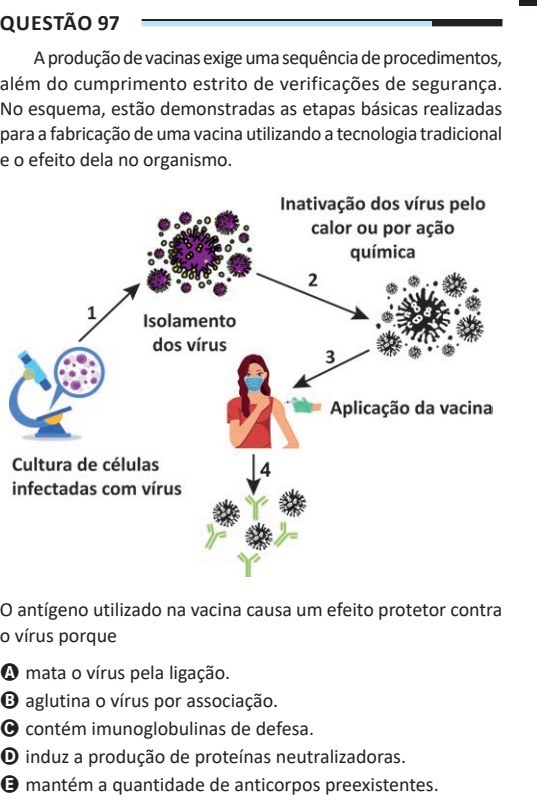 QUESTÃO 97
A produção de vacinas exige uma sequência de procedimentos,
além do cumprimento estrito de verificações de segurança.
No esquema, estão demonstradas as etapas básicas realizadas
para a fabricação de uma vacina utilizando a tecnologia tradicional
e o efeito dela no organismo.
Inativação dos vírus pelo
calor ou por ação
química
2
1
Isolamento
dos vírus
3
Aplicação da vacina
Cultura de células
infectadas com vírus
4
O antígeno utilizado na vacina causa um efeito protetor contra
o vírus porque
A mata o vírus pela ligação.
B aglutina o vírus por associação.
C contém imunoglobulinas de defesa.
D induz a produção de proteínas neutralizadoras.
E mantém a quantidade de anticorpos preexistentes.